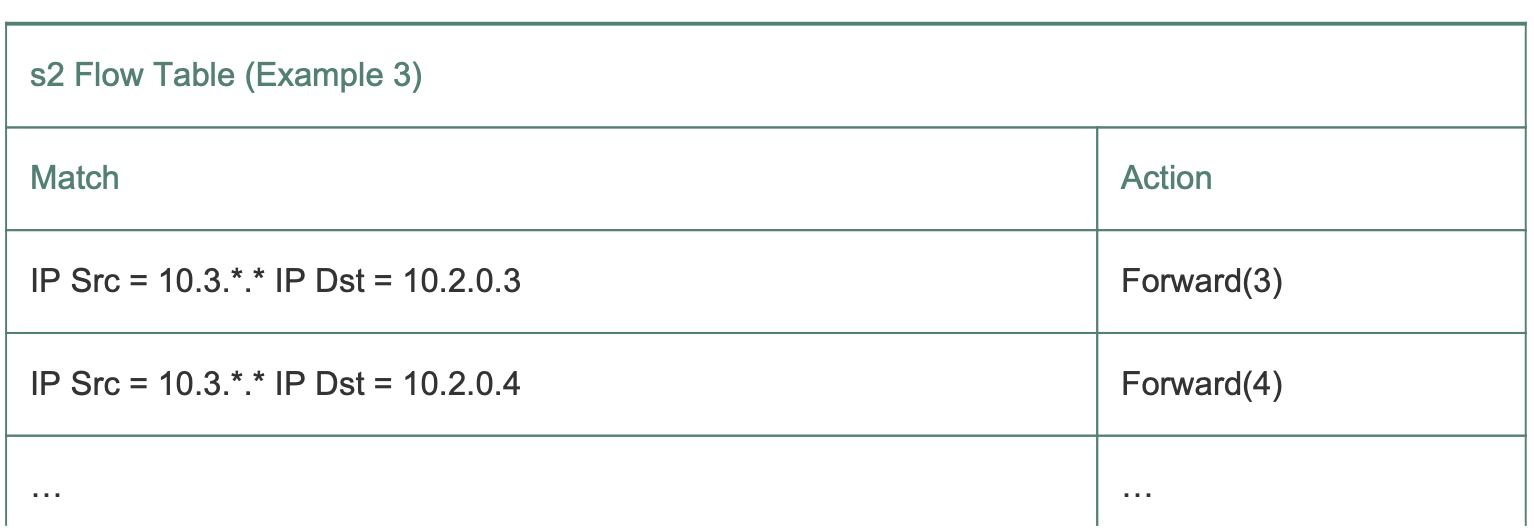 s2 Flow Table (Example 3)
Match Action
IP Src = 10.3.*.* IP Dst = 10.2.0.3 Forward(3)
IP Src = 10.3.*.* IP Dst = 10.2.0.4 Forward(4)
... ...